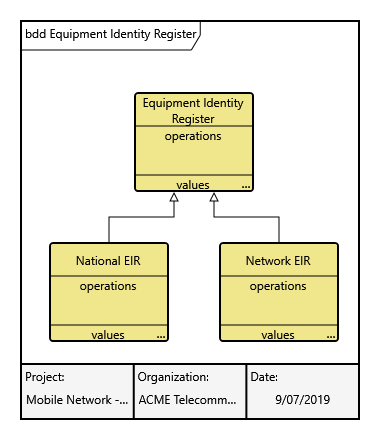 bdd Equipment Identity Register
Equipment Identity
Register
operations
values ...
National EIR
operations
values ...
Network EIR
operations
values ...
Project:
Mobile Network -...
Organization:
ACME Telecomm...
Date:
9/07/2019